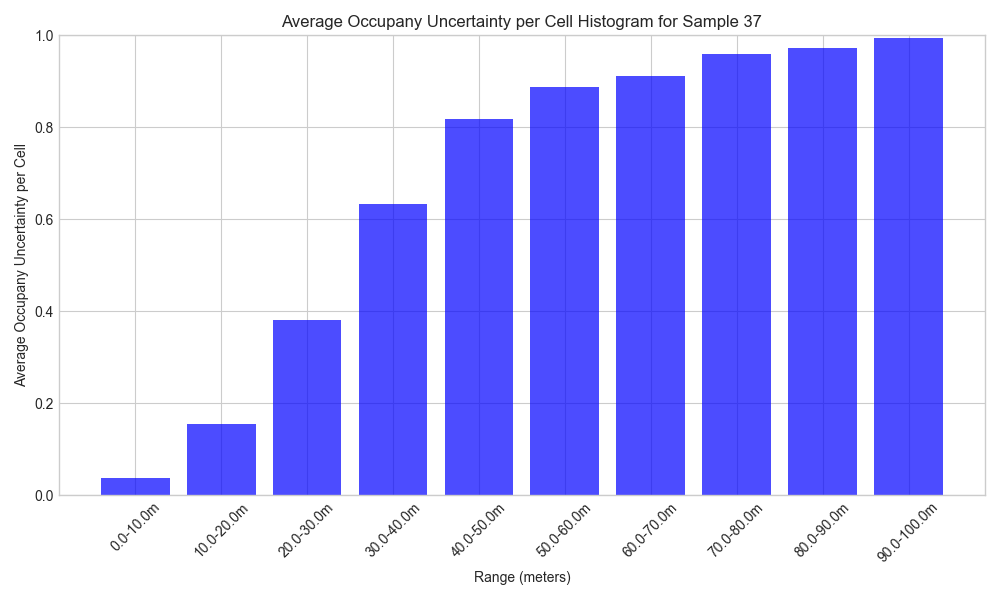 Average Occupany Uncertainty per Cell Histogram for Sample 37
Average Occupany Uncertainty per Cell
1.0
0.8
0.6
0.4
0.2
0.0
0.0-10.0m
10.0-20.0m
20.0-30.0m
30.0-40.0m
40.0-50.0m
50.0-60.0m
60.0-70.0m
70.0-80.0m
80.0-90.0m
90.0-100.0m
Range (meters)